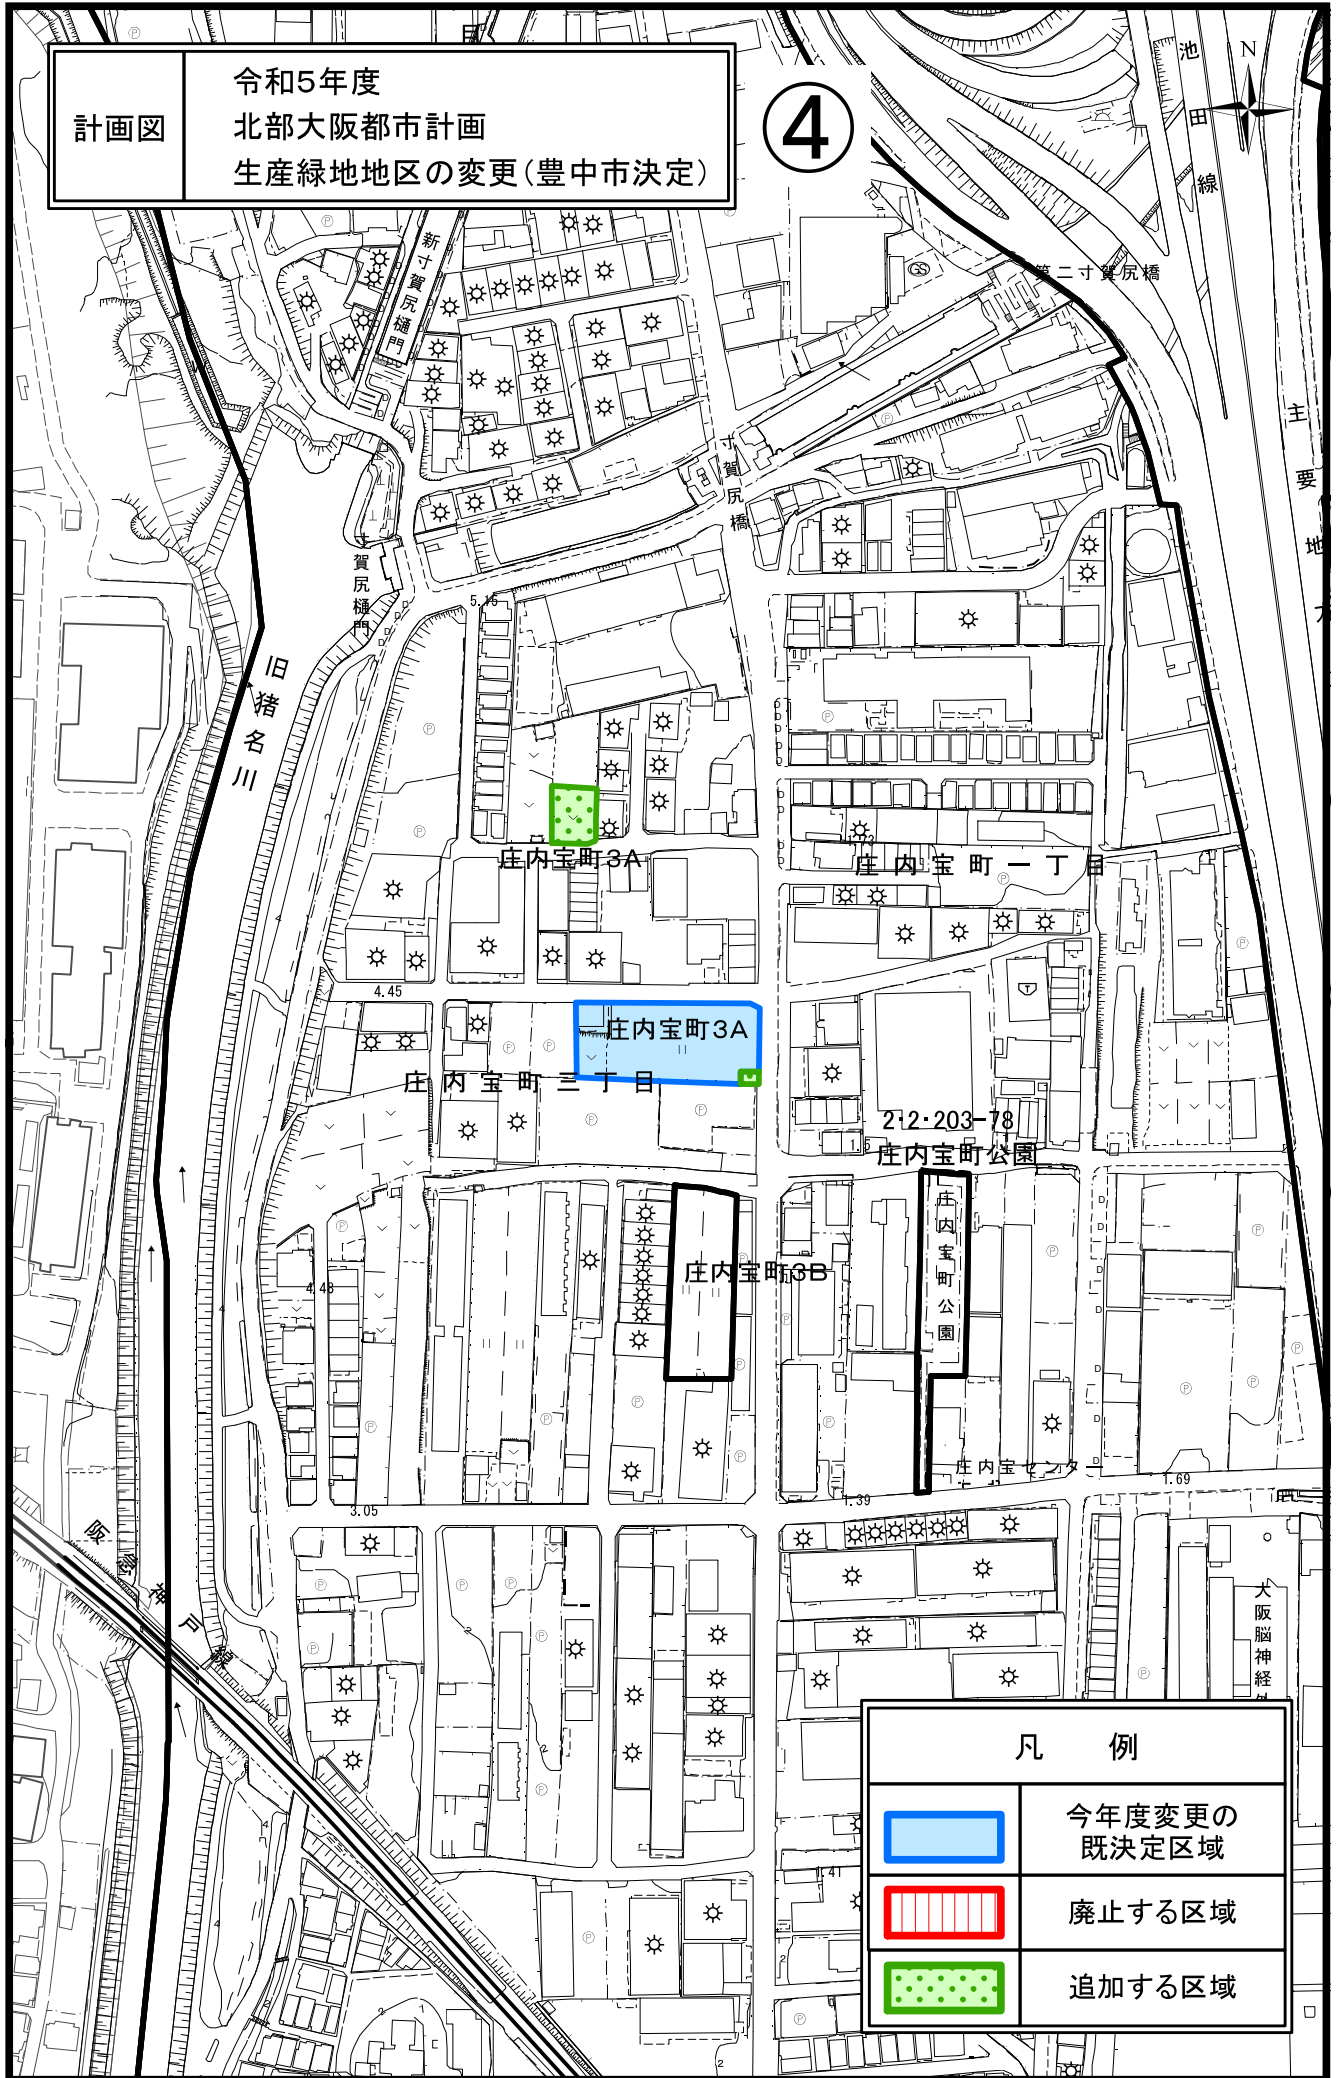 計画図
令和5年度
北部大阪都市計画
生産緑地地区の変更(豊中市決定)
④
N
池田線
新寸賀尻樋門
第二寸賀尻橋
主要地方
寸賀尻橋
寸賀尻樋門
5.15
旧猪名川
庄内宝町3A
1.73
庄内宝町一丁目
4.45
庄内宝町3A
庄内宝町三丁目
2・2・203-78
庄内宝町公園
1.5
庄内宝町公園
庄内宝町3B
4.48
庄内宝センター
1.69
1.39
3.05
阪急神戸線
大阪脳神経外
1.41
凡例
今年度変更の
既決定区域
廃止する区域
追加する区域